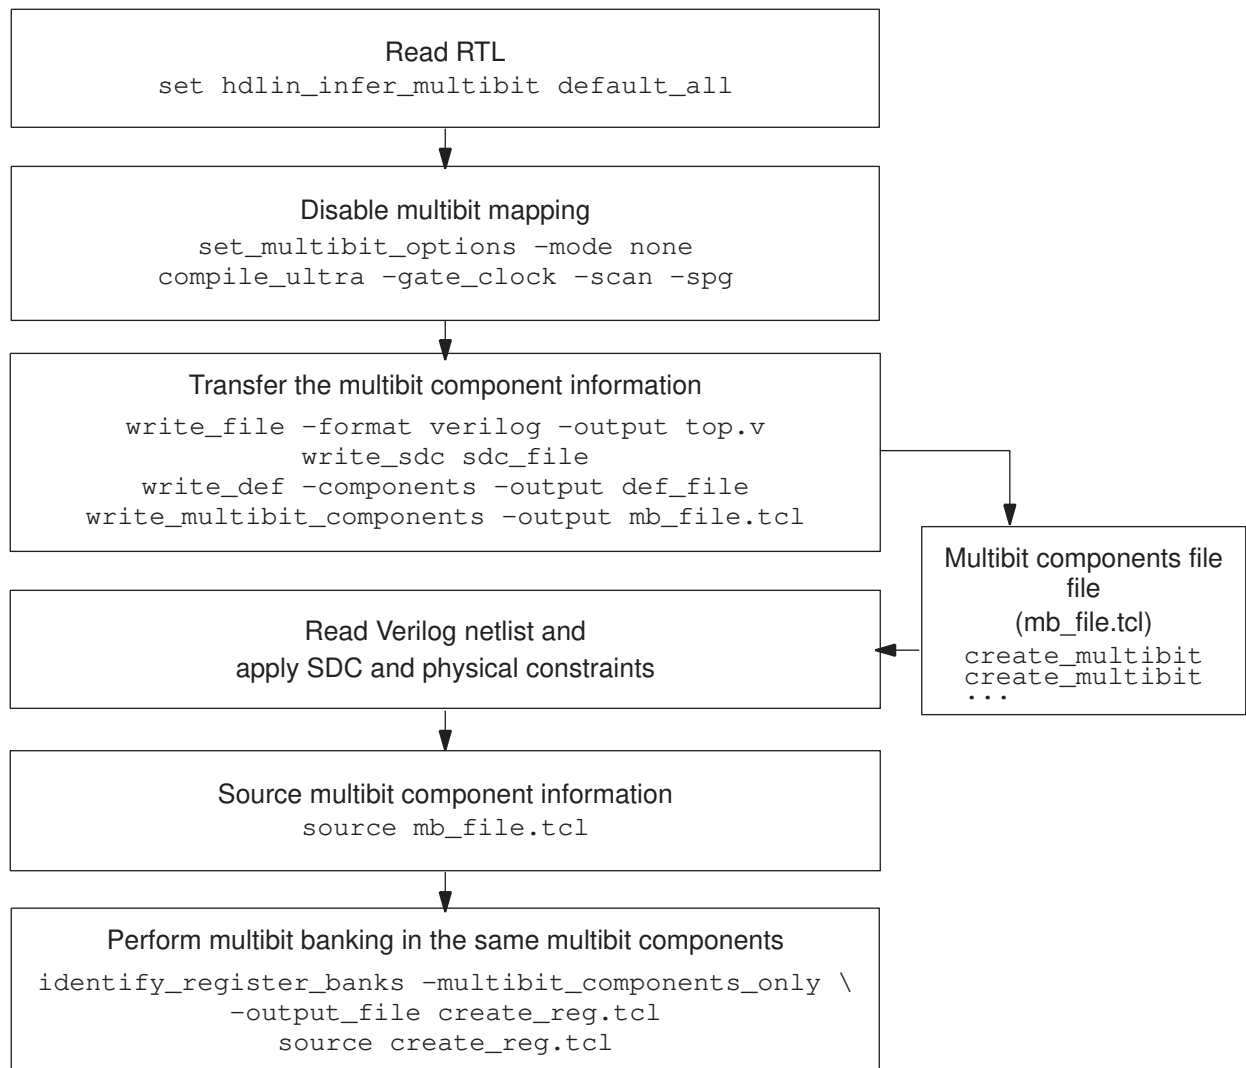 Read RTL
set hdlin_infer_multibit default_all
Disable multibit mapping
set_multibit_options −mode none
compile_ultra −gate_clock −scan −spg
Transfer the multibit component information
write_file −format verilog −output top.v
write_sdc sdc_file
write_def −components −output def_file
write_multibit_components −output mb_file.tcl
Multibit components file
file
(mb_file.tcl)
create_multibit
create_multibit
...
Read Verilog netlist and
apply SDC and physical constraints
Source multibit component information
source mb_file.tcl
Perform multibit banking in the same multibit components
identify_register_banks −multibit_components_only \
−output_file create_reg.tcl
source create_reg.tcl